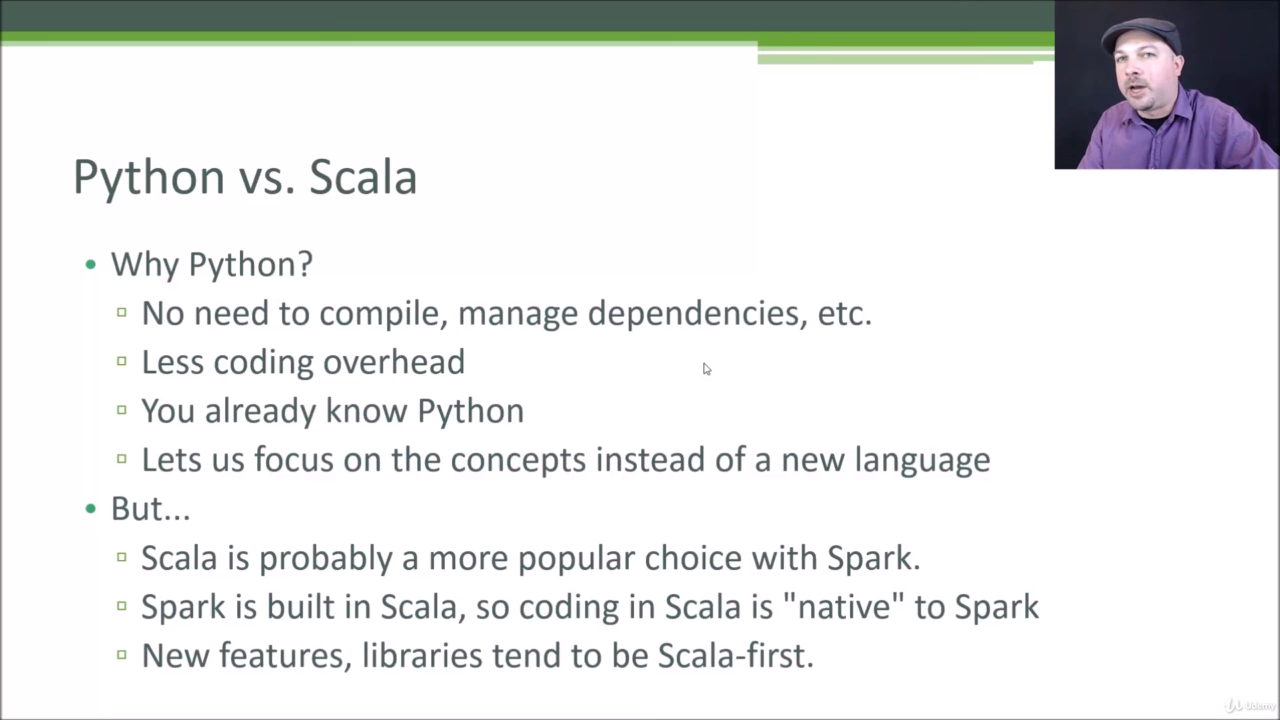 Python vs. Scala
• Why Python?
▫ No need to compile, manage dependencies, etc.
▫ Less coding overhead
▫ You already know Python
▫ Lets us focus on the concepts instead of a new language
• But...
▫ Scala is probably a more popular choice with Spark.
▫ Spark is built in Scala, so coding in Scala is "native" to Spark
▫ New features, libraries tend to be Scala-first.
Udemy